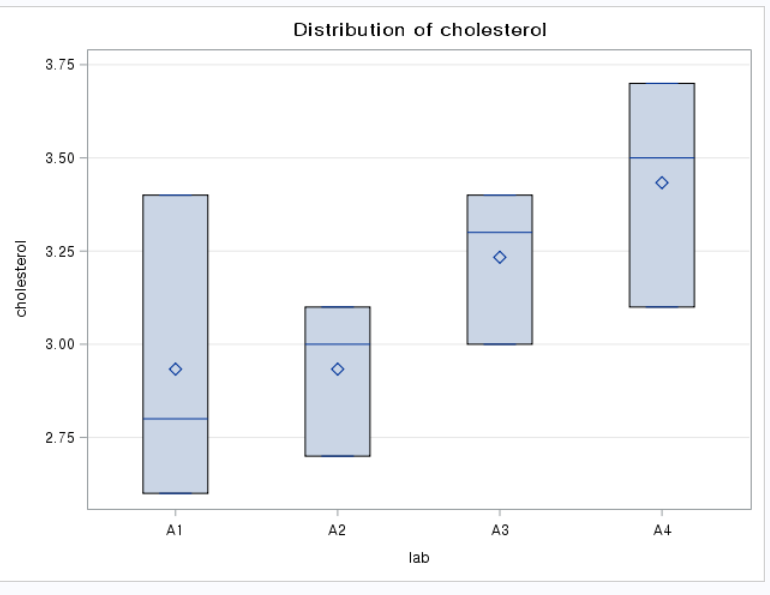 Distribution of cholesterol
3.75
3.50
3.25
3.00
2.75
cholesterol
A1 A2 A3 A4
lab